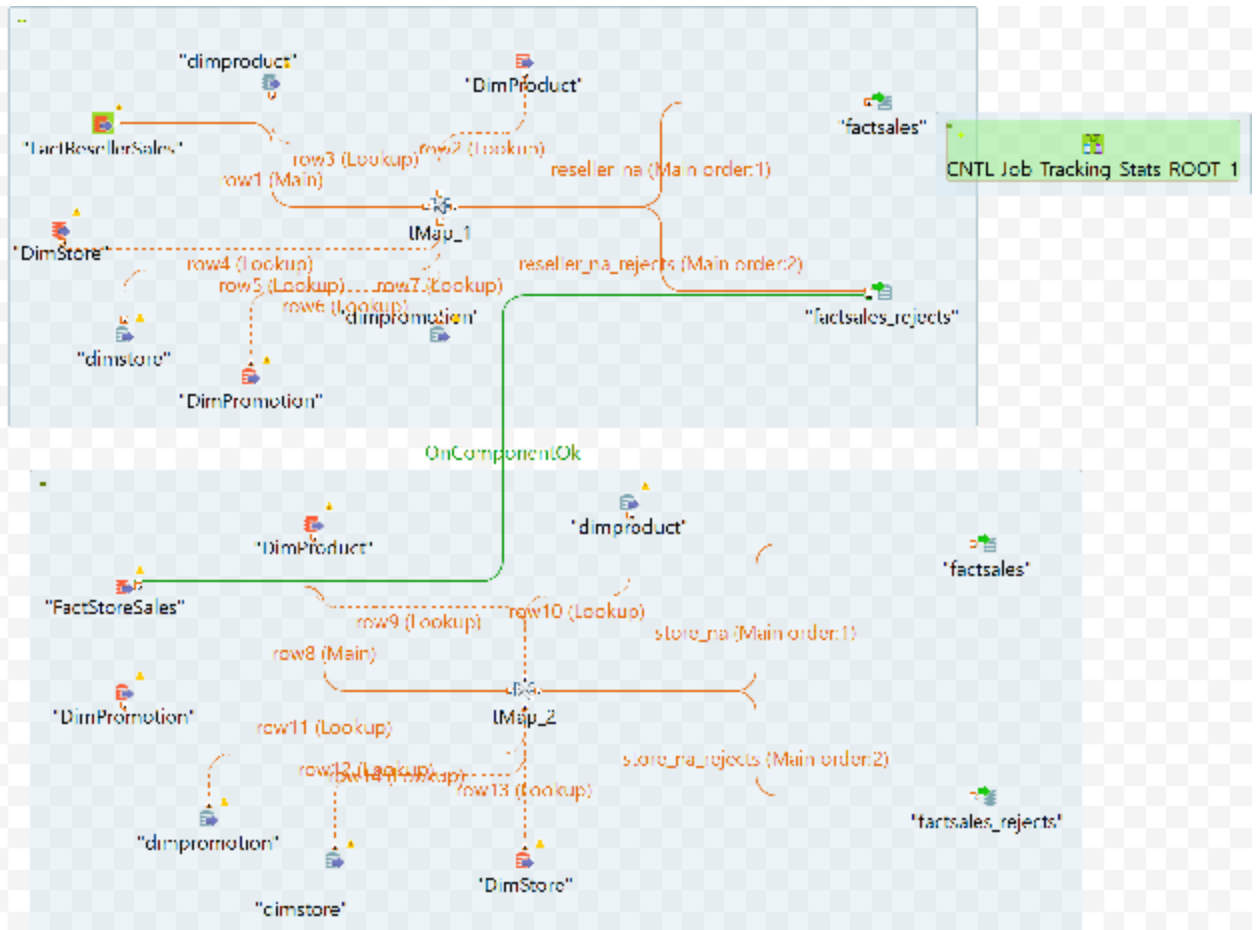 "dimproduct"
"DimProduct"
"factsales"
"FactResellerSales"
row3 (Lookup)
row2 (Lookup)
reseller_na (Main order:1)
CNTL Job Tracking Stats ROOT 1
row1 (Main)
tMap_1
"DimStore"
row4 (Lookup)
reseller_na_rejects (Main order:2)
row5 (Lookup)
row7 (Lookup)
row6 (Lookup)
"dimpromotion"
"factsales_rejects"
"dimstore"
"DimPromotion"
OnComponentOk
"dimproduct"
"DimProduct"
"factsales"
"FactStoreSales"
row10 (Lookup)
row9 (Lookup)
store_na (Main order:1)
row8 (Main)
"DimPromotion"
tMap_2
row11 (Lookup)
store_na_rejects (Main order:2)
row12 (Lookup)
row14 (Lookup)
row13 (Lookup)
"factsales_rejects"
"dimpromotion"
"DimStore"
"dimstore"